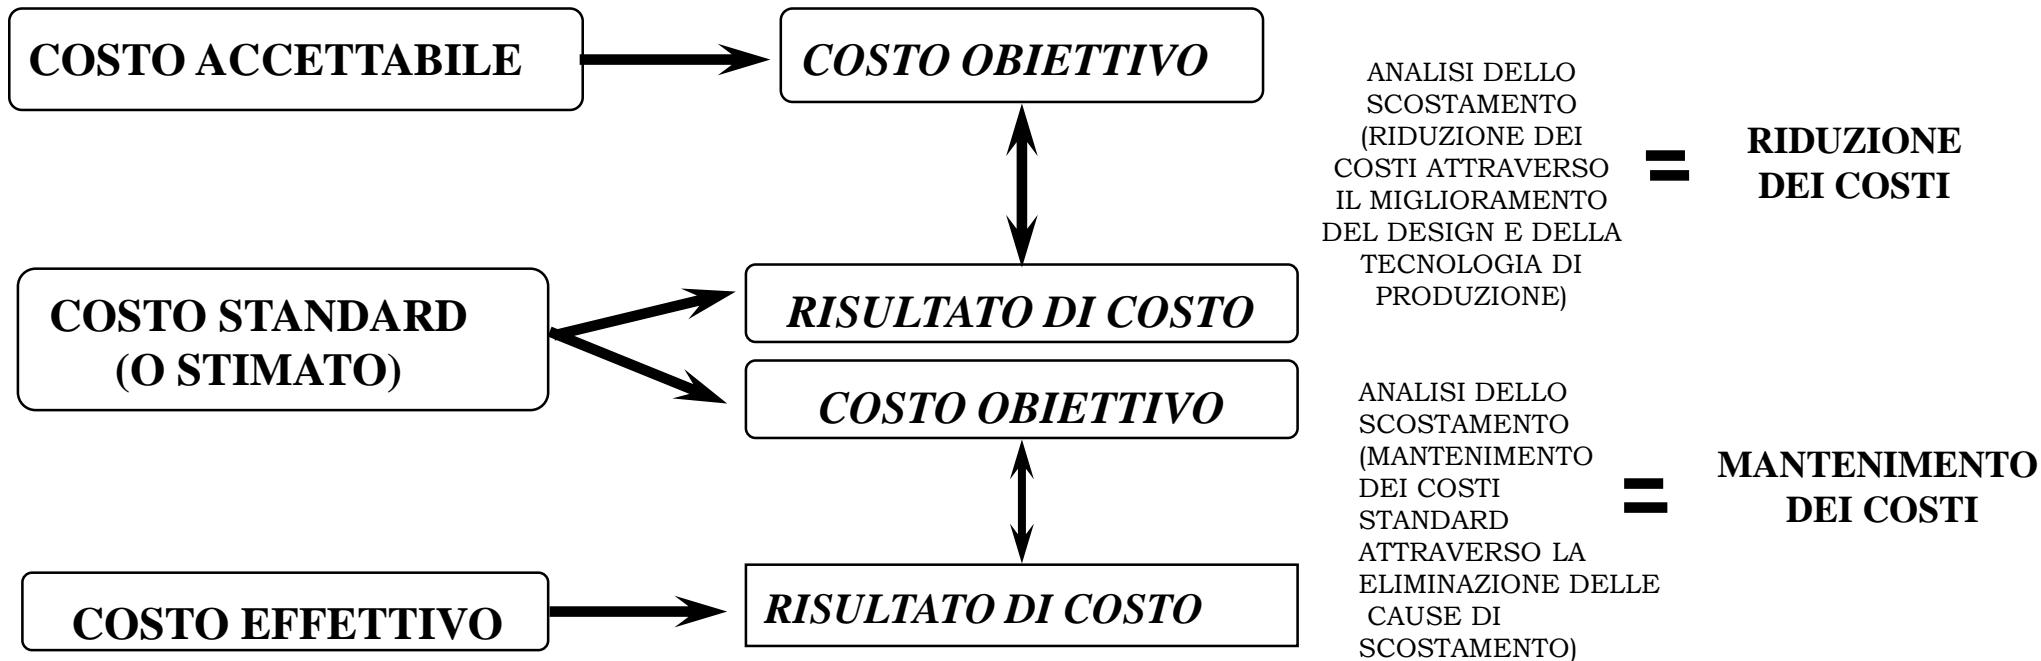 COSTO ACCETTABILE
COSTO OBIETTIVO
ANALISI DELLO
SCOSTAMENTO
(RIDUZIONE DEI
COSTI ATTRAVERSO
IL MIGLIORAMENTO
DEL DESIGN E DELLA
TECNOLOGIA DI
PRODUZIONE)
=
RIDUZIONE
DEI COSTI
COSTO STANDARD
(O STIMATO)
RISULTATO DI COSTO
COSTO OBIETTIVO
ANALISI DELLO
SCOSTAMENTO
(MANTENIMENTO
DEI COSTI
STANDARD
ATTRAVERSO LA
ELIMINAZIONE DELLE
CAUSE DI
SCOSTAMENTO)
=
MANTENIMENTO
DEI COSTI
COSTO EFFETTIVO
RISULTATO DI COSTO